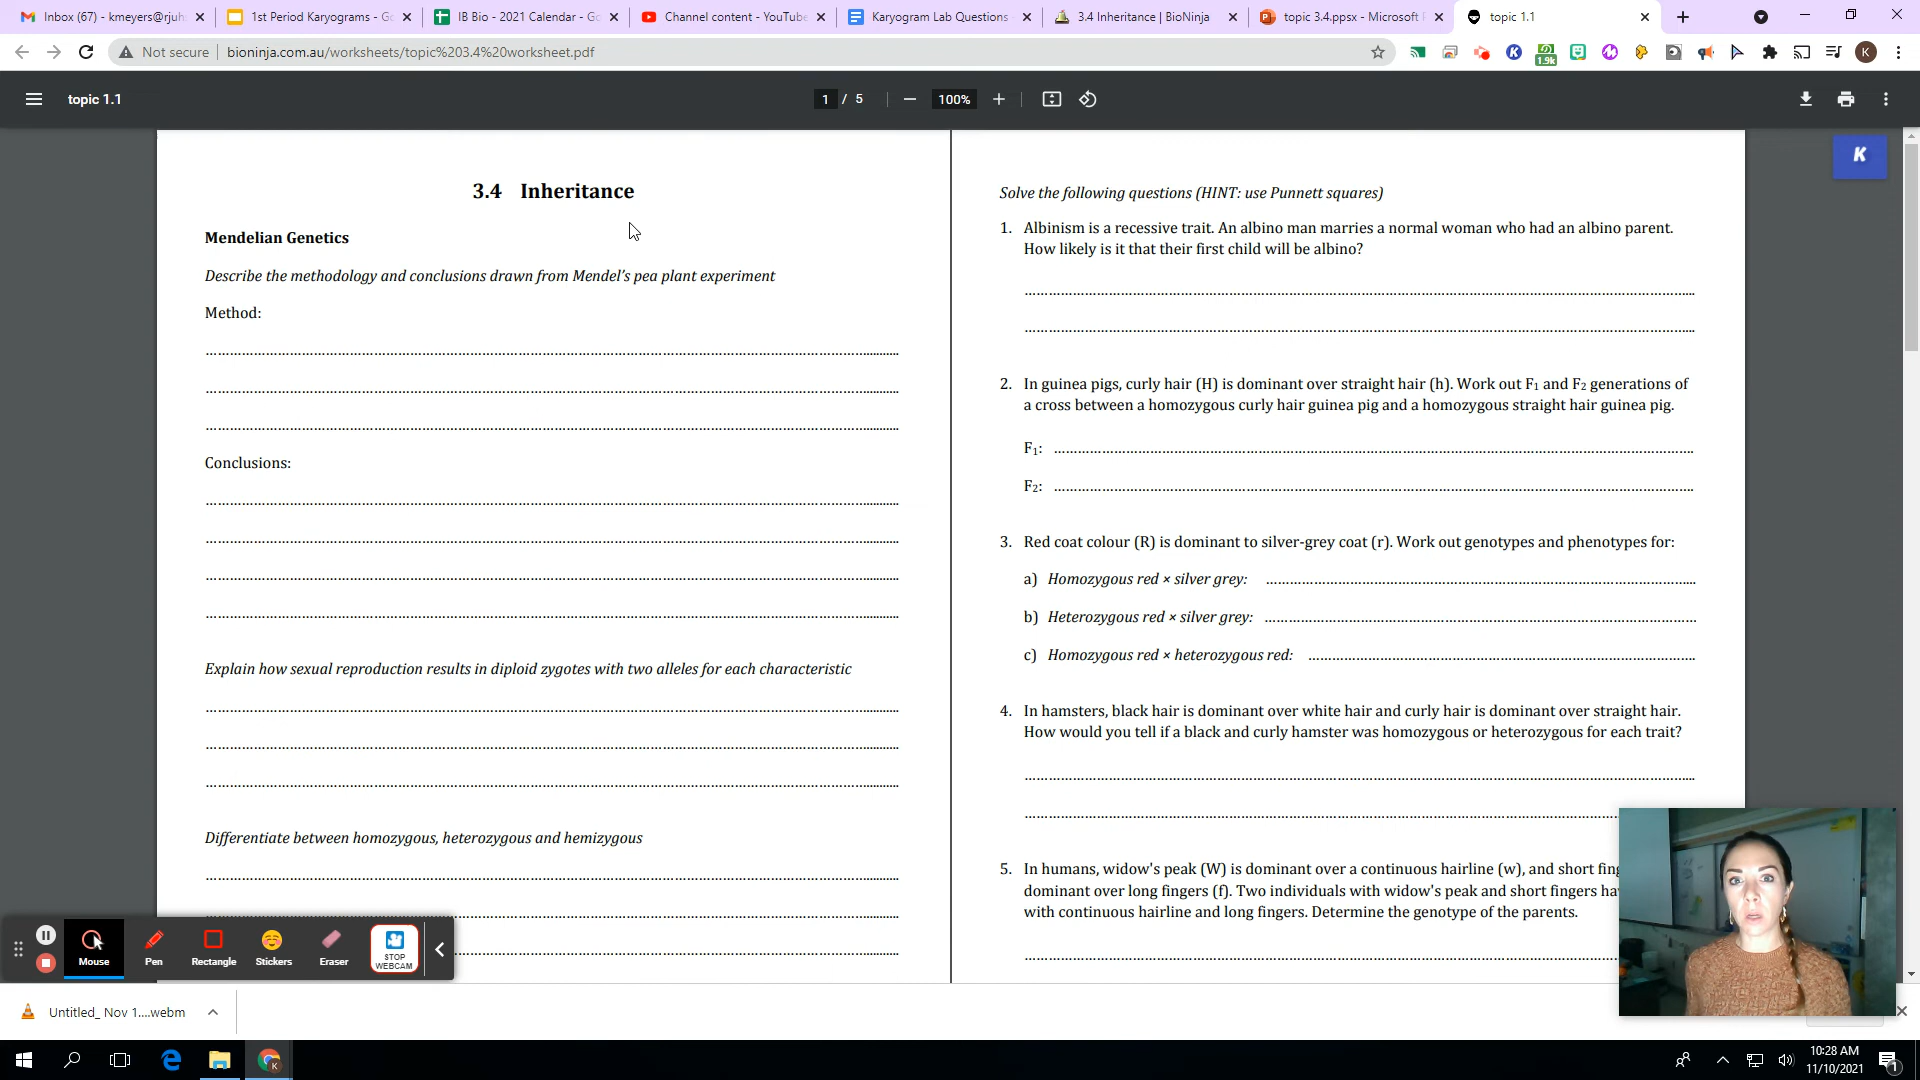 Inbox (67) - kmeyers@rjuhs
1st Period Karyograms - Go
IB Bio - 2021 Calendar - Go
Channel content - YouTube
Karyogram Lab Questions
3.4 Inheritance | BioNinja
topic 3.4.ppsx - Microsoft
topic 1.1
Not secure
bioninja.com.au/worksheets/topic%203.4%20worksheet.pdf
1.9k
K
topic 1.1
1 / 5
100%
K
3.4 Inheritance
Mendelian Genetics
Describe the methodology and conclusions drawn from Mendel's pea plant experiment
Method:
Conclusions:
Explain how sexual reproduction results in diploid zygotes with two alleles for each characteristic
Differentiate between homozygous, heterozygous and hemizygous
Solve the following questions (HINT: use Punnett squares)
1. Albinism is a recessive trait. An albino man marries a normal woman who had an albino parent.
How likely is it that their first child will be albino?
2. In guinea pigs, curly hair (H) is dominant over straight hair (h). Work out F1 and F2 generations of
a cross between a homozygous curly hair guinea pig and a homozygous straight hair guinea pig.
F1:
F2:
3. Red coat colour (R) is dominant to silver-grey coat (r). Work out genotypes and phenotypes for:
a) Homozygous red × silver grey:
b) Heterozygous red × silver grey:
c) Homozygous red × heterozygous red:
4. In hamsters, black hair is dominant over white hair and curly hair is dominant over straight hair.
How would you tell if a black and curly hamster was homozygous or heterozygous for each trait?
5. In humans, widow's peak (W) is dominant over a continuous hairline (w), and short fing
dominant over long fingers (f). Two individuals with widow's peak and short fingers ha
with continuous hairline and long fingers. Determine the genotype of the parents.
Mouse
Pen
Rectangle
Stickers
Eraser
STOP
WEBCAM
Untitled_ Nov 1....webm
10:28 AM
11/10/2021
1